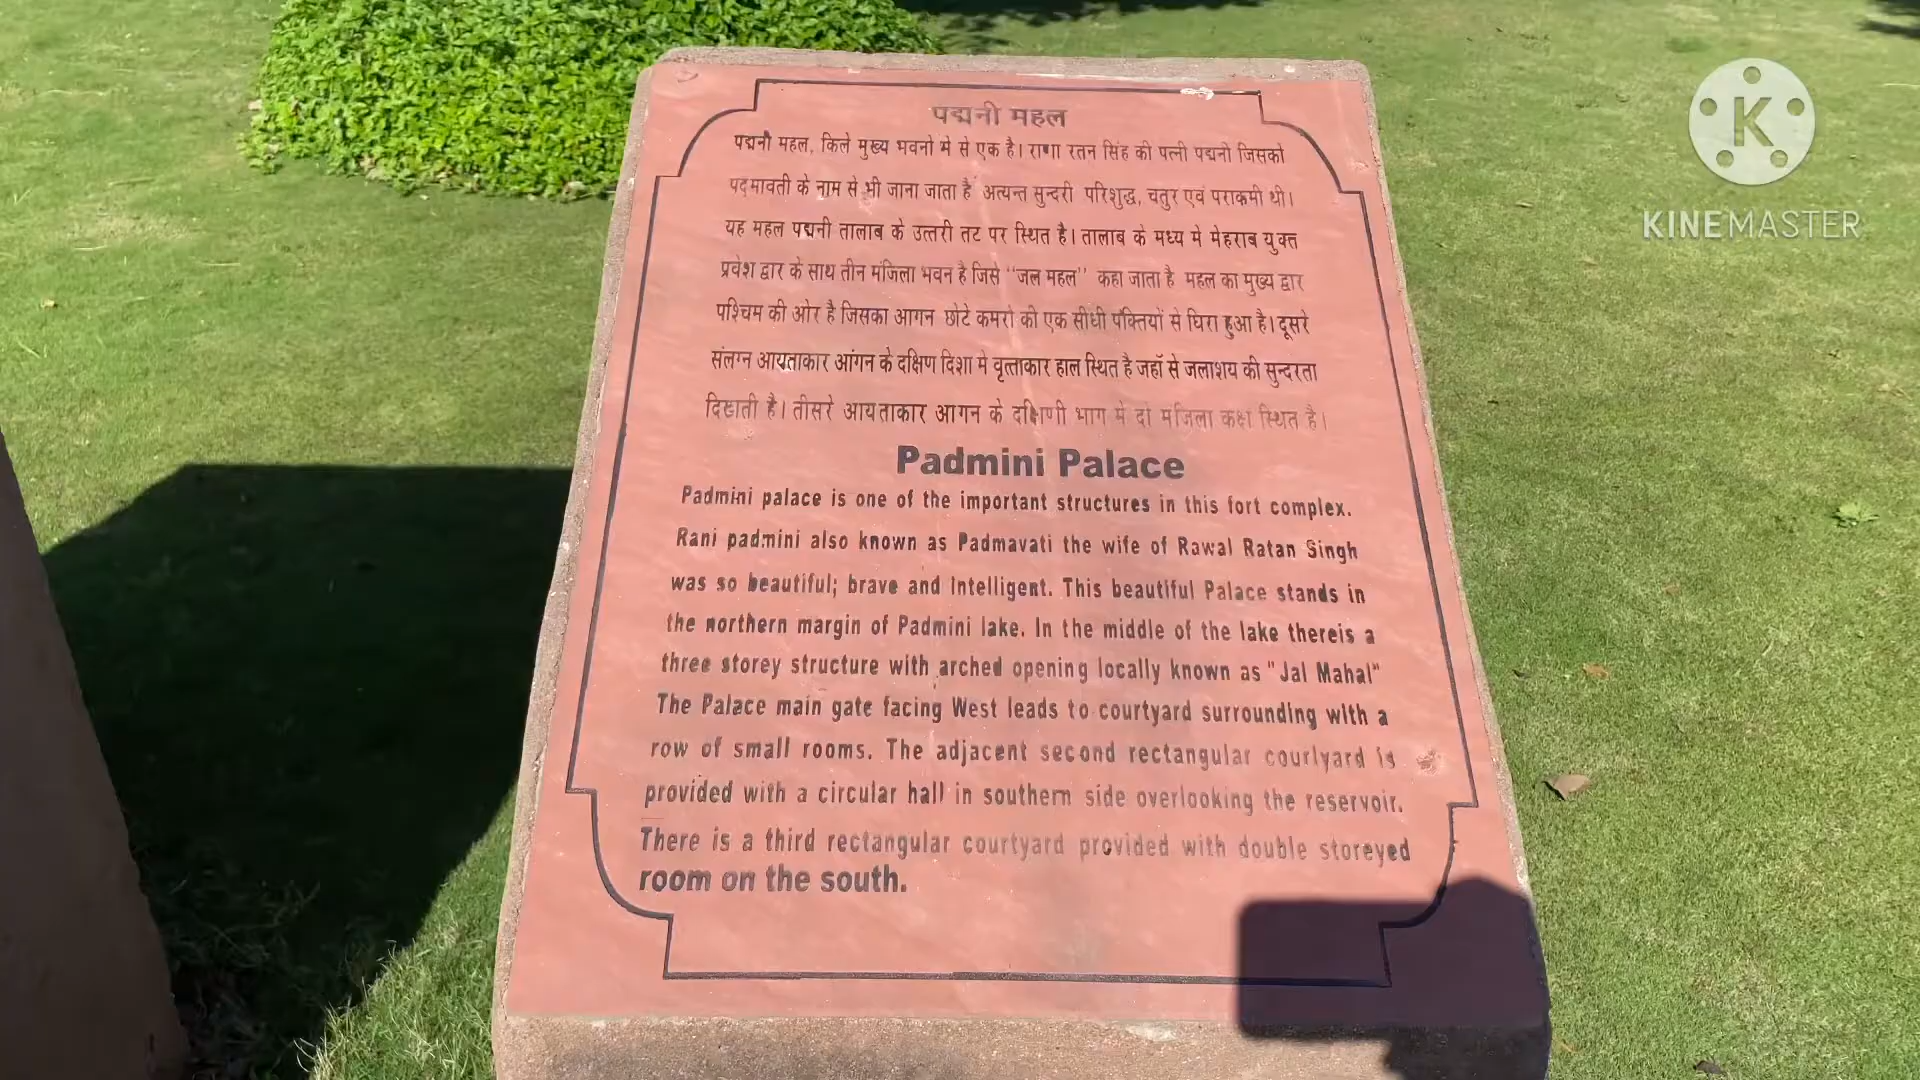 पद्मनी महल
पद्मनी महल, किले मुख्य भवनो मे से एक है। राणा रतन सिंह की पत्नी पद्मनी जिसको
पदमावती के नाम से भी जाना जाता है अत्यन्त सुन्दरी परिशुद्ध, चतुर एवं पराकमी थी।
यह महल पद्मनी तालाब के उत्तरी तट पर स्थित है। तालाब के मध्य मे मेहराब युक्त
प्रवेश द्वार के साथ तीन मंजिला भवन है जिसे "जल महल" कहा जाता है महल का मुख्य द्वार
पश्चिम की ओर है जिसका आगन छोटे कमरों की एक सीधी पंक्तियों से घिरा हुआ है। दूसरे
संलग्न आयताकार आंगन के दक्षिण दिशा मे वृत्ताकार हाल स्थित है जहाॅ से जलाशय की सुन्दरता
दिखाती है। तीसरे आयताकार आगन के दक्षिणी भाग मे दो मंजिला कक्ष स्थित है।
Padmini Palace
Padmini palace is one of the important structures in this fort complex.
Rani padmini also known as Padmavati the wife of Rawal Ratan Singh
was so beautiful; brave and Intelligent. This beautiful Palace stands in
the northern margin of Padmini lake. In the middle of the lake thereis a
three storey structure with arched opening locally known as "Jal Mahal"
The Palace main gate facing West leads to courtyard surrounding with a
row of small rooms. The adjacent second rectangular courlyard is
provided with a circular hall in southern side overlooking the reservoir.
There is a third rectangular courtyard provided with double storeyed
room on the south.
K
KINEMASTER